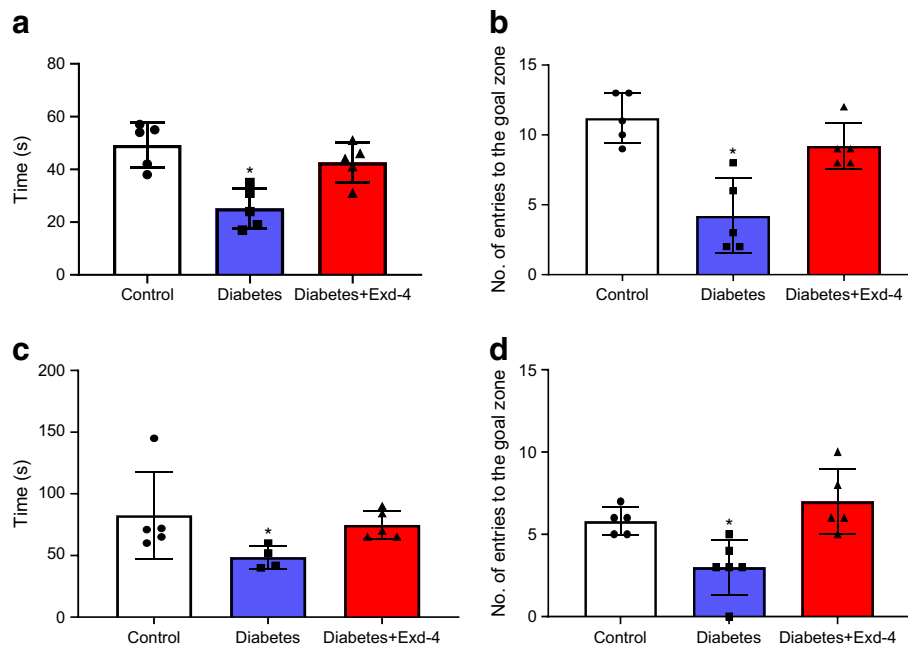 a
Time (s)
80
60
40
20
0
*
Control
Diabetes
Diabetes+Exd-4
b
No. of entries to the goal zone
15
10
5
0
*
Control
Diabetes
Diabetes+Exd-4
c
Time (s)
200
150
100
50
0
*
Control
Diabetes
Diabetes+Exd-4
d
No. of entries to the goal zone
15
10
5
0
*
Control
Diabetes
Diabetes+Exd-4